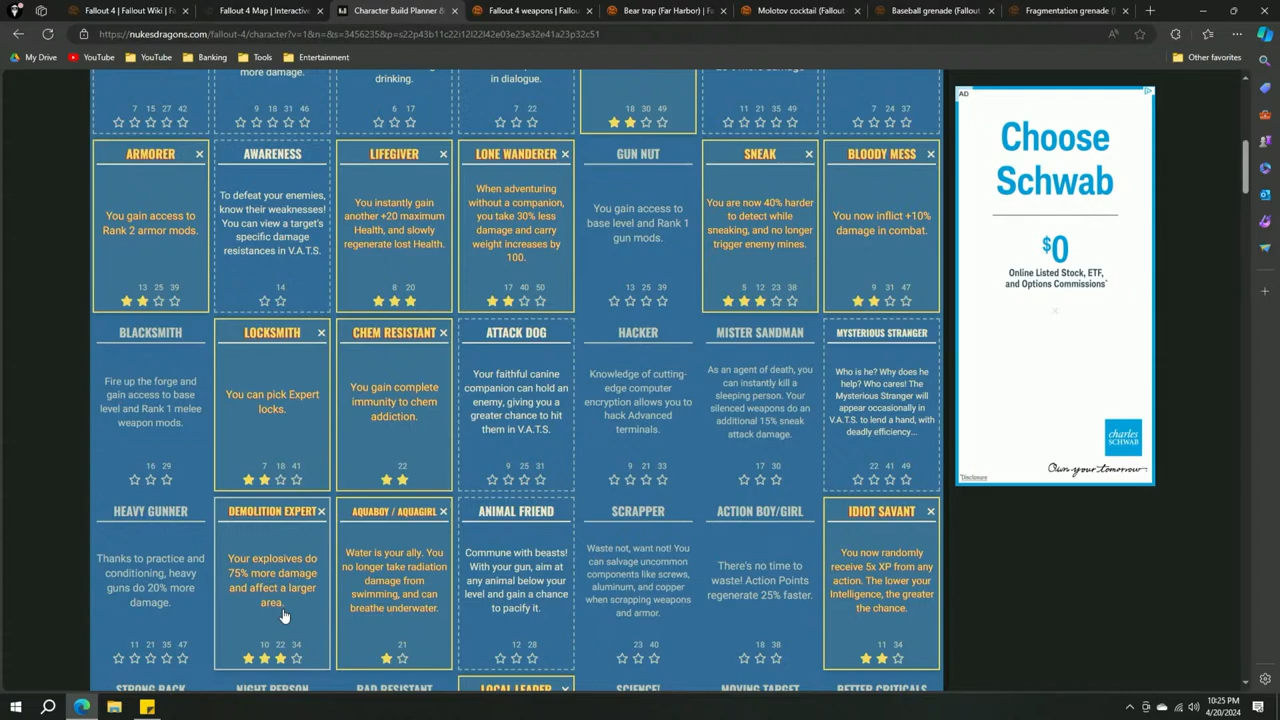 Fallout 4 | Fallout Wiki | F
Fallout 4 Map | Interactive
Character Build Planner &
Fallout 4 weapons | Fallou
Bear trap (Far Harbor) | Fa
Molotov cocktail (Fallout
Baseball grenade (Fallout
Fragmentation grenade (
https://nukesdragons.com/fallout-4/character?v=1&n=&s=3456235&p=s22p43b11c22i12l22l42e03e23e32e41a23p32c51
My Drive
YouTube
YouTube
Banking
Tools
Entertainment
Other favorites
more damage.
drinking.
in dialogue.
7 15 27 42
9 18 31 46
6 17
7 22
18 30 49
11 21 35 49
7 24 37
ARMORER
AWARENESS
LIFEGIVER
LONE WANDERER
GUN NUT
SNEAK
BLOODY MESS
You gain access to
Rank 2 armor mods.
To defeat your enemies,
know their weaknesses!
You can view a target's
specific damage
resistances in V.A.T.S.
You instantly gain
another +20 maximum
Health, and slowly
regenerate lost Health.
When adventuring
without a companion,
you take 30% less
damage and carry
weight increases by
100.
You gain access to
base level and Rank 1
gun mods.
You are now 40% harder
to detect while
sneaking, and no longer
trigger enemy mines.
You now inflict +10%
damage in combat.
13 25 39
14
8 20
17 40 50
13 25 39
5 12 23 38
9 31 47
BLACKSMITH
LOCKSMITH
CHEM RESISTANT
ATTACK DOG
HACKER
MISTER SANDMAN
MYSTERIOUS STRANGER
Fire up the forge and
gain access to base
level and Rank 1 melee
weapon mods.
You can pick Expert
locks.
You gain complete
immunity to chem
addiction.
Your faithful canine
companion can hold an
enemy, giving you a
greater chance to hit
them in V.A.T.S.
Knowledge of cutting-
edge computer
encryption allows you to
hack Advanced
terminals.
As an agent of death, you
can instantly kill a
sleeping person. Your
silenced weapons do an
additional 15% sneak
attack damage.
Who is he? Why does he
help? Who cares! The
Mysterious Stranger will
appear occasionally in
V.A.T.S. to lend a hand, with
deadly efficiency...
16 29
7 18 41
22
9 25 31
9 21 33
17 30
22 41 49
HEAVY GUNNER
DEMOLITION EXPERT
AQUABOY / AQUAGIRL
ANIMAL FRIEND
SCRAPPER
ACTION BOY/GIRL
IDIOT SAVANT
Thanks to practice and
conditioning, heavy
guns do 20% more
damage.
Your explosives do
75% more damage
and affect a larger
area.
Water is your ally. You
no longer take radiation
damage from
swimming, and can
breathe underwater.
Commune with beasts!
With your gun, aim at
any animal below your
level and gain a chance
to pacify it.
Waste not, want not! You
can salvage uncommon
components like screws,
aluminum, and copper
when scrapping weapons
and armor.
There's no time to
waste! Action Points
regenerate 25% faster.
You now randomly
receive 5x XP from any
action. The lower your
Intelligence, the greater
the chance.
11 21 35 47
10 22 34
21
12 28
23 40
18 38
11 34
STRONG BACK
NIGHT PERSON
RAD RESISTANT
LOCAL LEADER
SCIENCE!
MOVING TARGET
BETTER CRITICALS
AD
Choose
Schwab
$0
Online Listed Stock, ETF,
and Options Commissions*
charles
SCHWAB
Own your tomorrow
*Disclosure
10:25 PM
4/20/2024